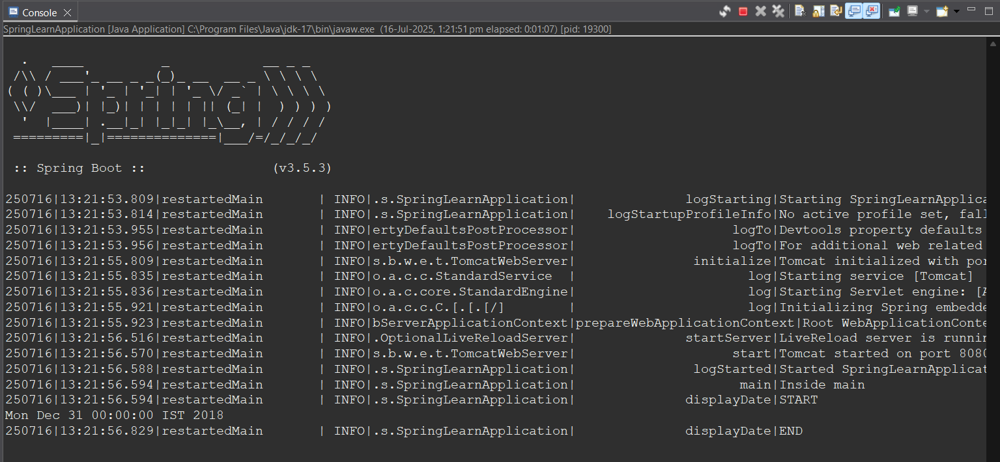 Console
SpringLearnApplication [Java Application] C:\Program Files\Java\jdk-17\bin\javaw.exe (16-Jul-2025, 1:21:51 pm elapsed: 0:01:07) [pid: 19300]
  .   ____          _            __ _ _
 /\\ / ___'_ __ _ _(_)_ __  __ _ \ \ \ \
( ( )\___ | '_ | '_| | '_ \/ _` | \ \ \ \
 \\/  ___)| |_)| | | | | || (_| |  ) ) ) )
  '  |____| .__|_| |_|_| |_\__, | / / / /
 =========|_|==============|___/=/_/_/_/
 :: Spring Boot ::                (v3.5.3)
250716|13:21:53.809|restartedMain       | INFO|.s.SpringLearnApplication|              logStarting|Starting SpringLearnApplica
250716|13:21:53.814|restartedMain       | INFO|.s.SpringLearnApplication|    logStartupProfileInfo|No active profile set, fall
250716|13:21:53.955|restartedMain       | INFO|ertyDefaultsPostProcessor|                    logTo|Devtools property defaults
250716|13:21:53.956|restartedMain       | INFO|ertyDefaultsPostProcessor|                    logTo|For additional web related
250716|13:21:55.809|restartedMain       | INFO|s.b.w.e.t.TomcatWebServer|               initialize|Tomcat initialized with por
250716|13:21:55.835|restartedMain       | INFO|o.a.c.c.StandardService  |                      log|Starting service [Tomcat]
250716|13:21:55.836|restartedMain       | INFO|o.a.c.core.StandardEngine|                      log|Starting Servlet engine: [A
250716|13:21:55.921|restartedMain       | INFO|o.a.c.c.C.[.[.[/]        |                      log|Initializing Spring embedde
250716|13:21:55.923|restartedMain       | INFO|bServerApplicationContext|prepareWebApplicationContext|Root WebApplicationConte
250716|13:21:56.516|restartedMain       | INFO|.OptionalLiveReloadServer|              startServer|LiveReload server is runnin
250716|13:21:56.570|restartedMain       | INFO|s.b.w.e.t.TomcatWebServer|                    start|Tomcat started on port 8080
250716|13:21:56.588|restartedMain       | INFO|.s.SpringLearnApplication|               logStarted|Started SpringLearnApplicat
250716|13:21:56.594|restartedMain       | INFO|.s.SpringLearnApplication|                     main|Inside main
250716|13:21:56.594|restartedMain       | INFO|.s.SpringLearnApplication|              displayDate|START
Mon Dec 31 00:00:00 IST 2018
250716|13:21:56.829|restartedMain       | INFO|.s.SpringLearnApplication|              displayDate|END